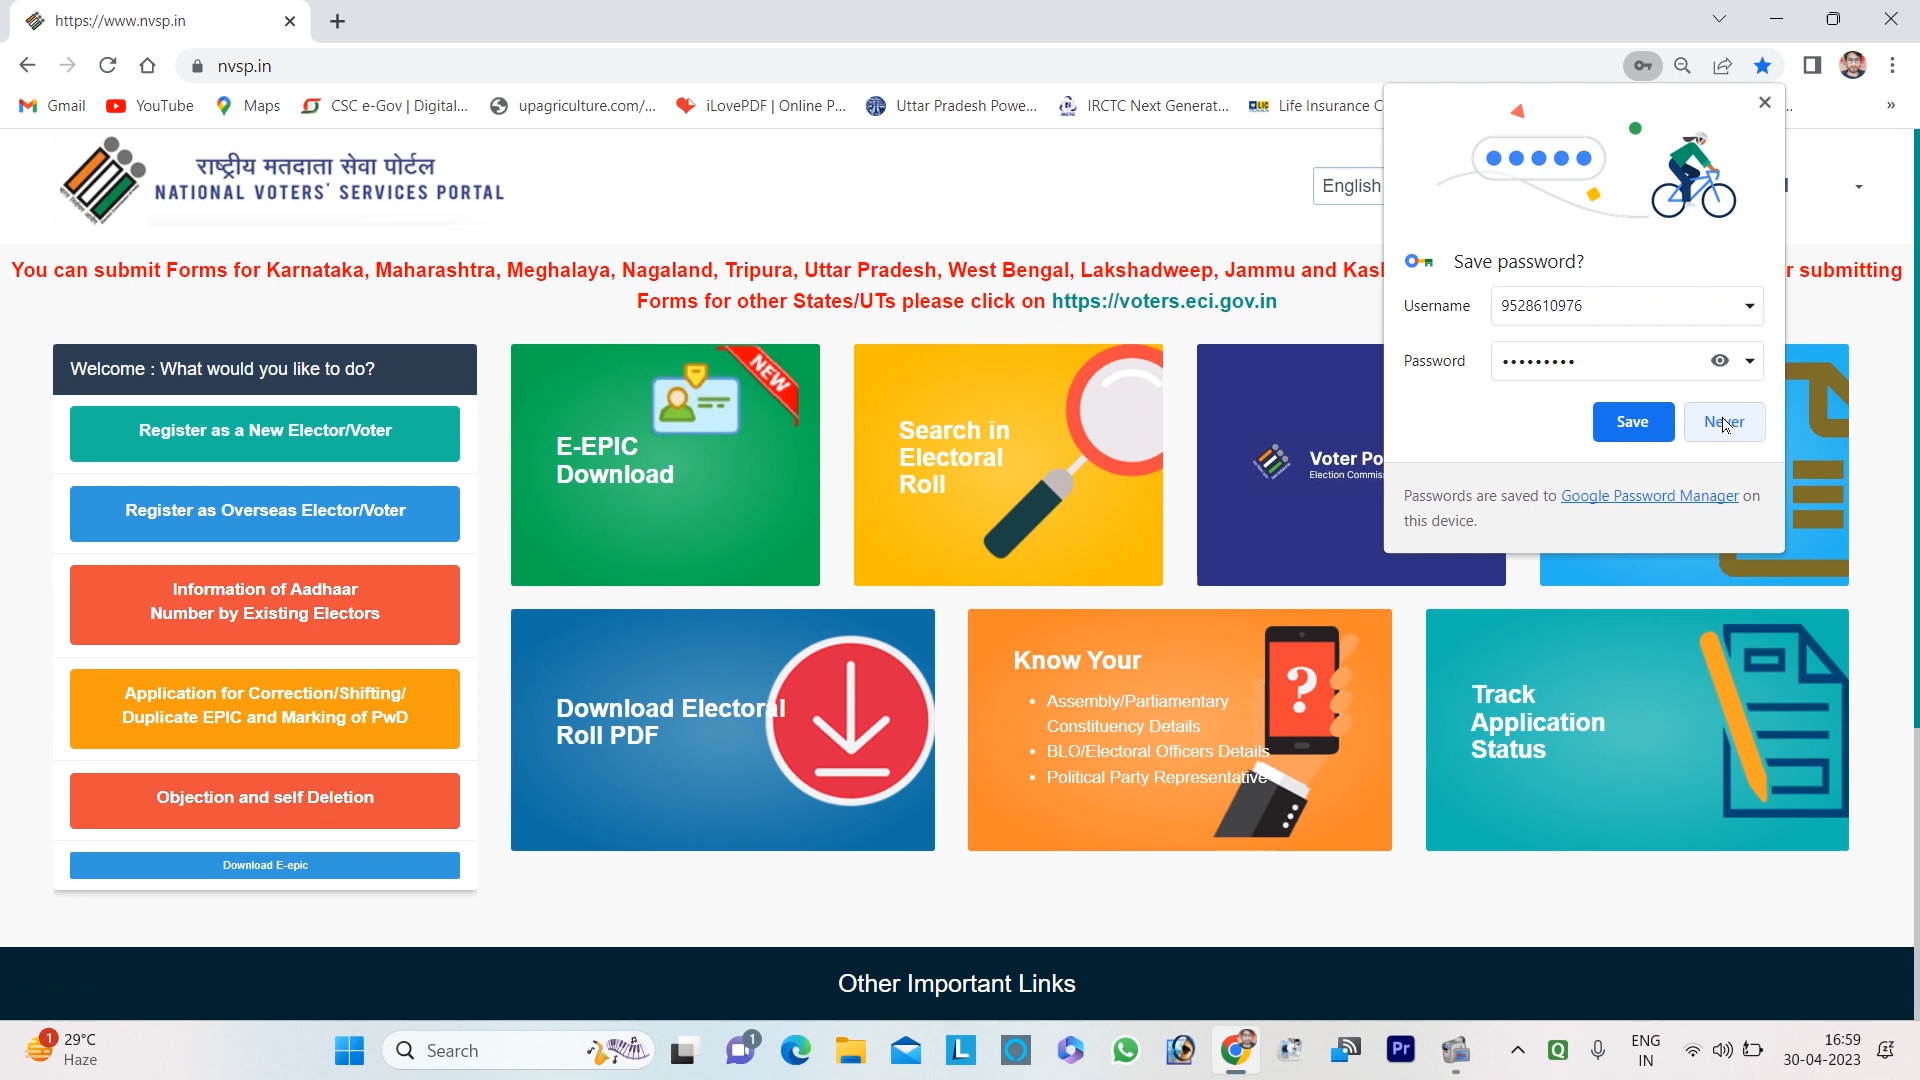 https://www.nvsp.in
nvsp.in
Gmail
YouTube
Maps
CSC e-Gov | Digital...
upagriculture.com/...
iLovePDF | Online P...
Uttar Pradesh Powe...
IRCTC Next Generat...
Life Insurance C
»
राष्ट्रीय मतदाता सेवा पोर्टल
NATIONAL VOTERS' SERVICES PORTAL
English
You can submit Forms for Karnataka, Maharashtra, Meghalaya, Nagaland, Tripura, Uttar Pradesh, West Bengal, Lakshadweep, Jammu and Kas
r submitting
Forms for other States/UTs please click on https://voters.eci.gov.in
Save password?
Username 9528610976
Password •••••••••
Save
Never
Passwords are saved to Google Password Manager on
this device.
Welcome : What would you like to do?
Register as a New Elector/Voter
Register as Overseas Elector/Voter
Information of Aadhaar
Number by Existing Electors
Application for Correction/Shifting/
Duplicate EPIC and Marking of PwD
Objection and self Deletion
Download E-epic
NEW
E-EPIC
Download
Search in
Electoral
Roll
Voter Po
Election Commis
Download Electoral
Roll PDF
Know Your
• Assembly/Parliamentary
Constituency Details
• BLO/Electoral Officers Details
• Political Party Representative
?
Track
Application
Status
Other Important Links
1
29°C
Haze
Search
1
L
Pr
Q
ENG
IN
16:59
30-04-2023